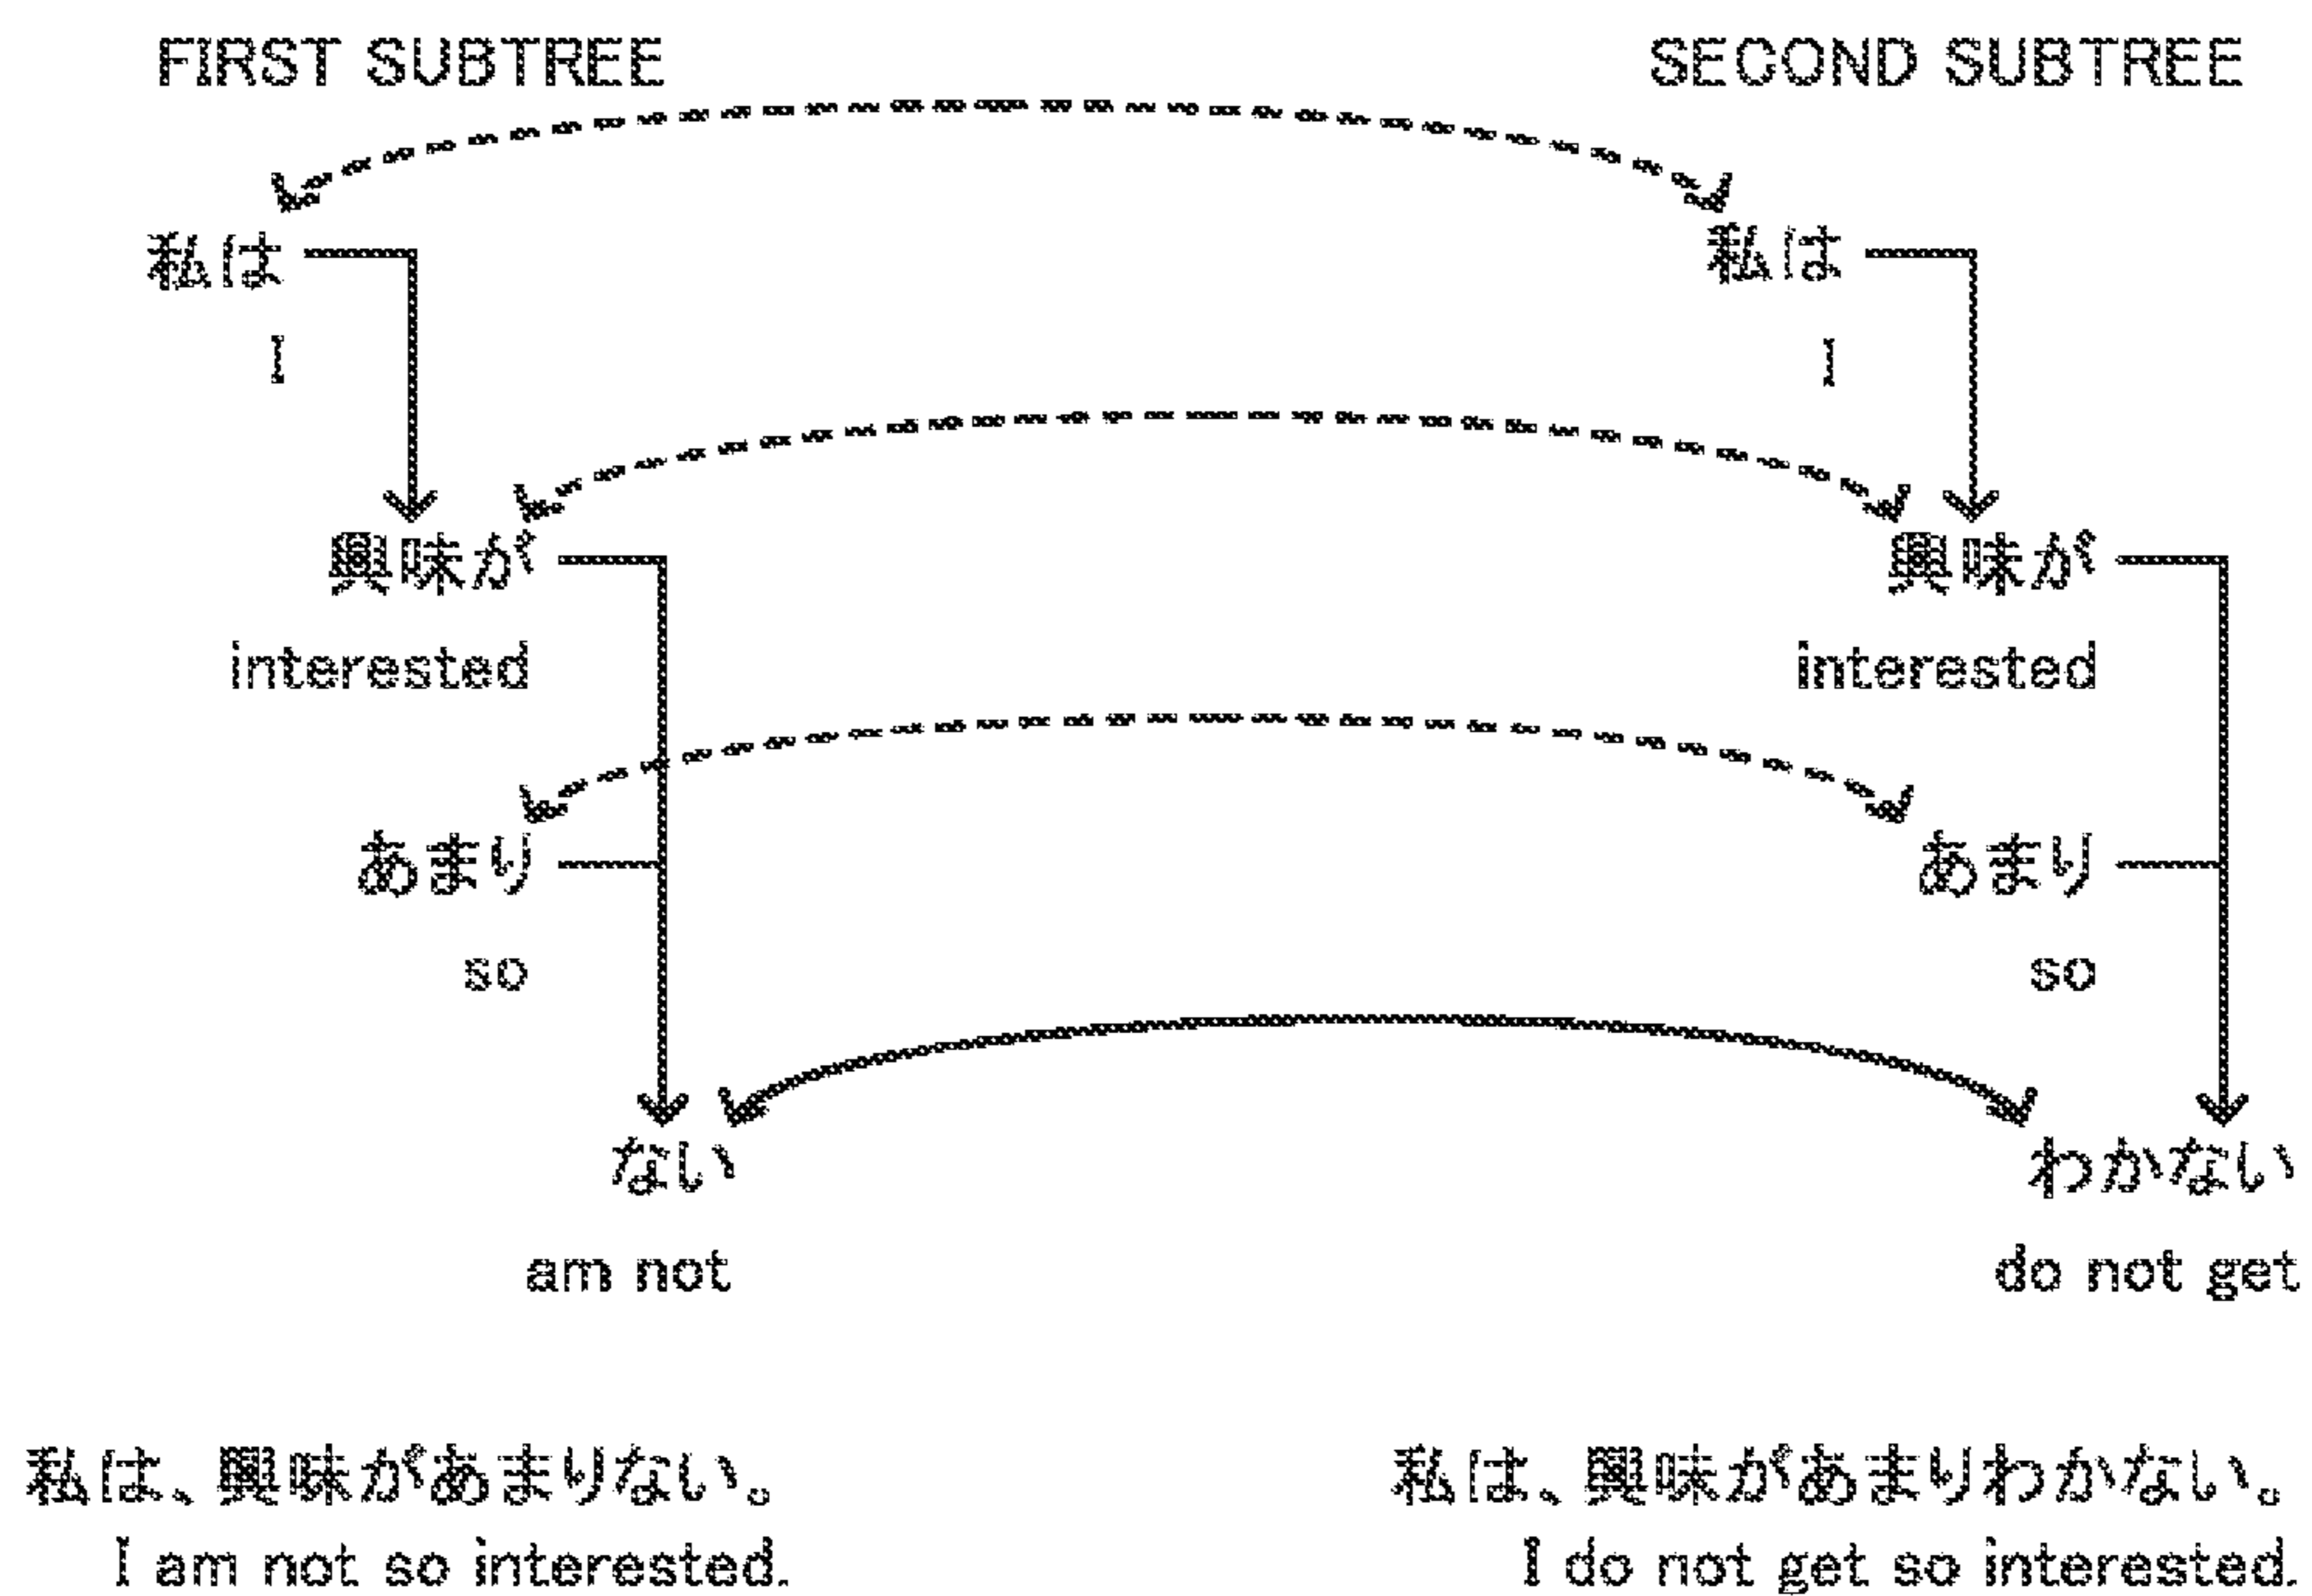 FIRST SUBTREE
SECOND SUBTREE
私は
私は
I
I
興味が
興味が
interested
interested
あまり
あまり
so
so
ない
わかない
am not
do not get
私は、興味があまりない。
私は、興味があまりわかない。
I am not so interested.
I do not get so interested.